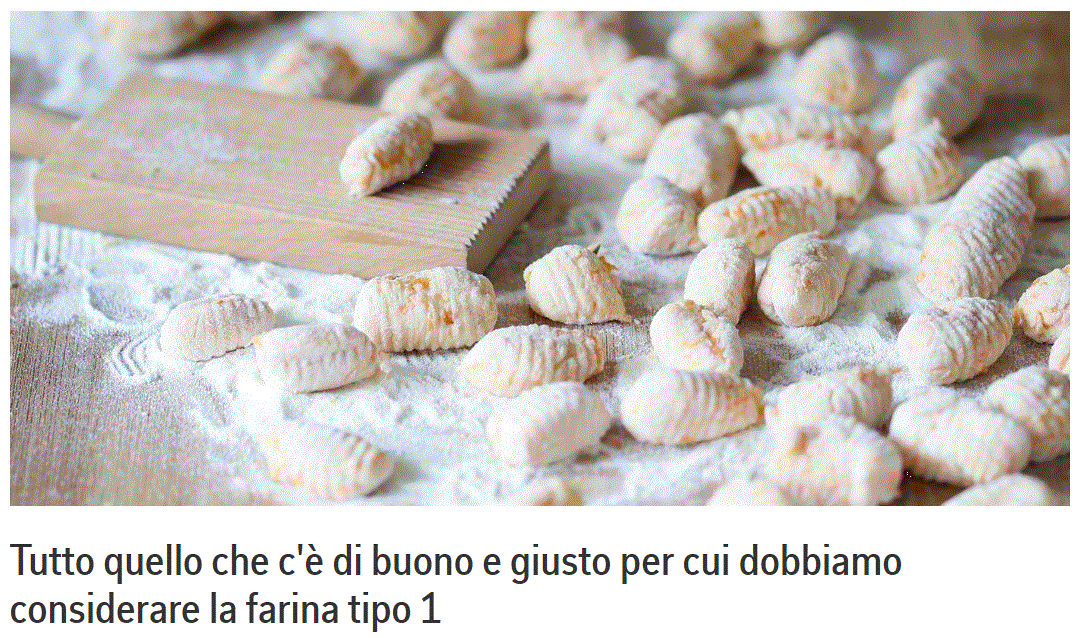 Tutto quello che c'è di buono e giusto per cui dobbiamo
considerare la farina tipo 1